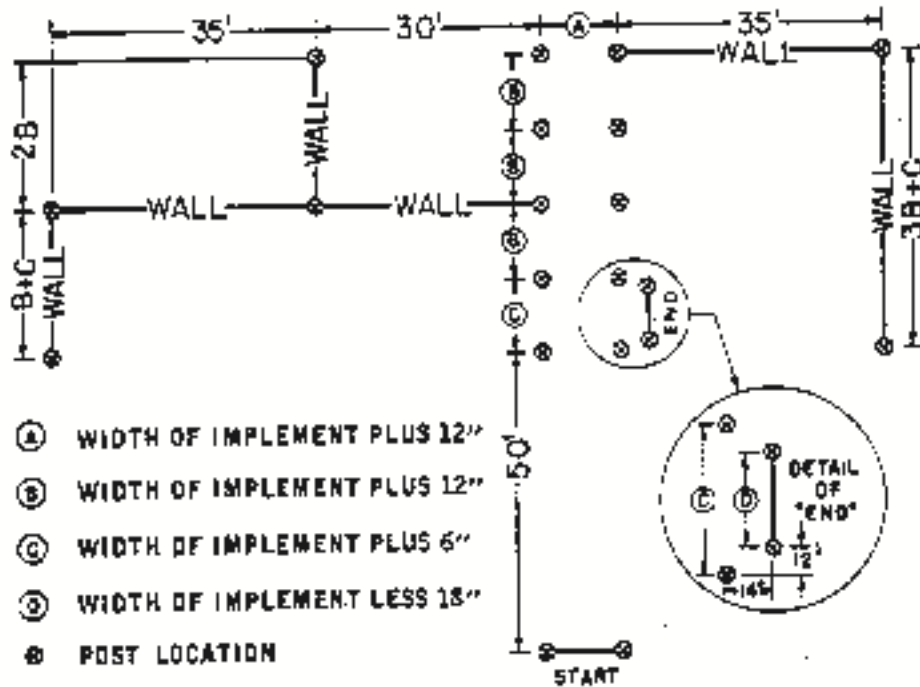 35' 30' Ⓐ 35'
WALL
2B
WALL
Ⓑ
Ⓑ
WALL
3B+C
WALL WALL
B+C
WALL
Ⓑ
Ⓒ
END
Ⓐ WIDTH OF IMPLEMENT PLUS 12"
Ⓑ WIDTH OF IMPLEMENT PLUS 12"
Ⓒ WIDTH OF IMPLEMENT PLUS 6"
Ⓓ WIDTH OF IMPLEMENT LESS 18"
⊗ POST LOCATION
50'
Ⓒ Ⓓ
DETAIL
OF
"END"
START